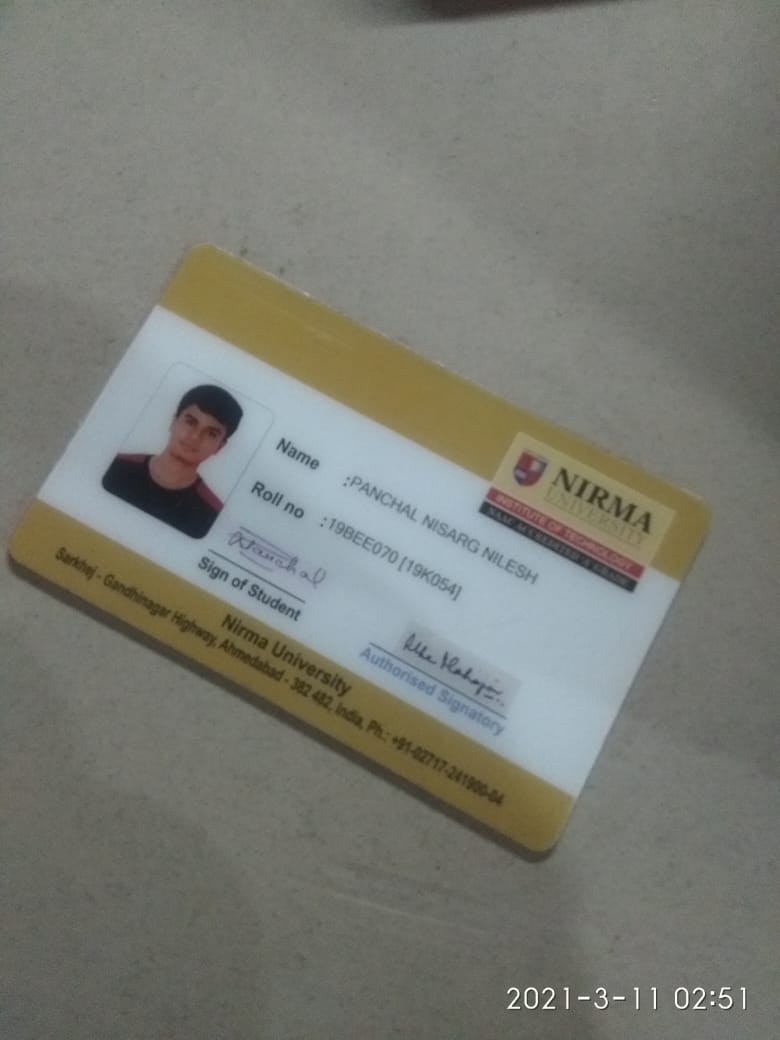 NIRMA
UNIVERSITY
INSTITUTE OF TECHNOLOGY
NAAC ACCREDITED 'A' GRADE
Name :PANCHAL NISARG NILESH
Roll no :19BEE070 [19K054]
Sign of Student
Authorised Signatory
Nirma University
Sarkhej - Gandhinagar Highway, Ahmedabad - 382 482, India, Ph.: +91-02717-241900-04
2021-3-11 02:51